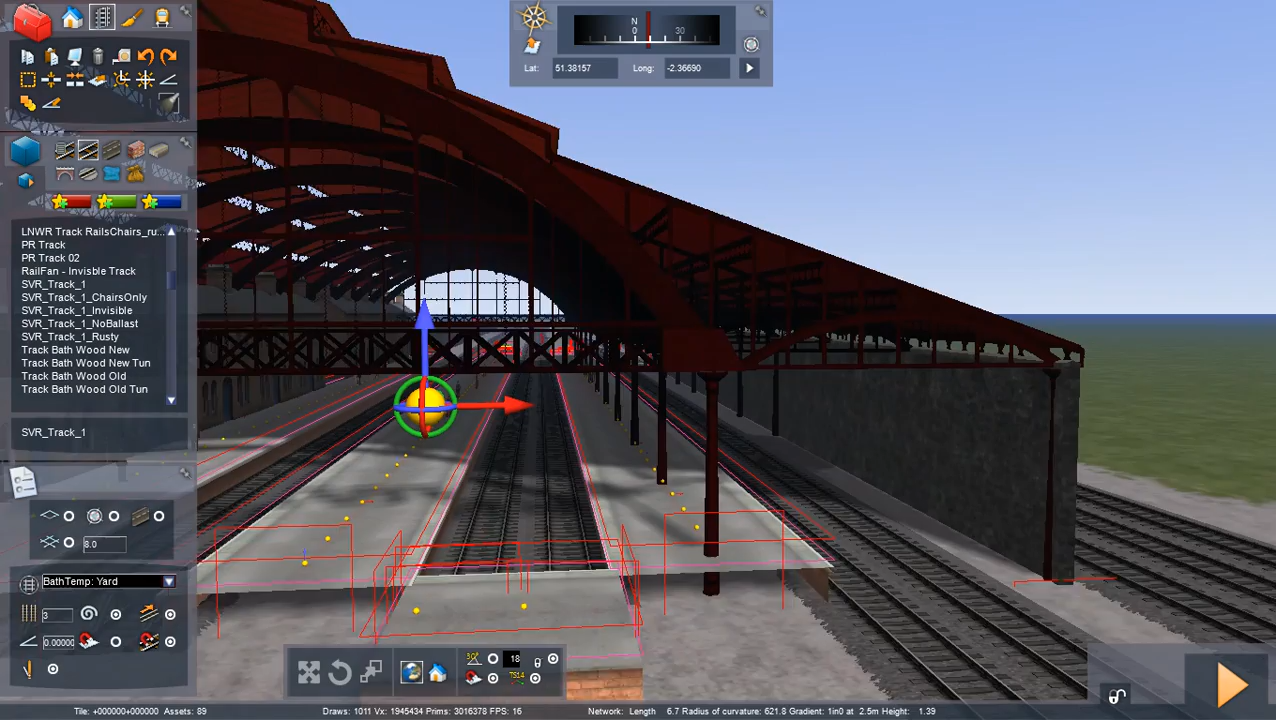 N
0 30
Lat: 51.38157 Long: -2.36690
LNWR Track RailsChairs_ru...
PR Track
PR Track 02
RailFan - Invisble Track
SVR_Track_1
SVR_Track_1_ChairsOnly
SVR_Track_1_Invisible
SVR_Track_1_NoBallast
SVR_Track_1_Rusty
Track Bath Wood New
Track Bath Wood New Tun
Track Bath Wood Old
Track Bath Wood Old Tun
SVR_Track_1
8.0
BathTemp: Yard
3
0.00000
18
TS14
Tile: +000000+000000 Assets: 89 Draws: 1011 Vix: 1945434 Prims: 3016378 FPS: 16 Network: Length 6.7 Radius of curvature: 621.8 Gradient: 1in0 at 2.5m Height: 1.39